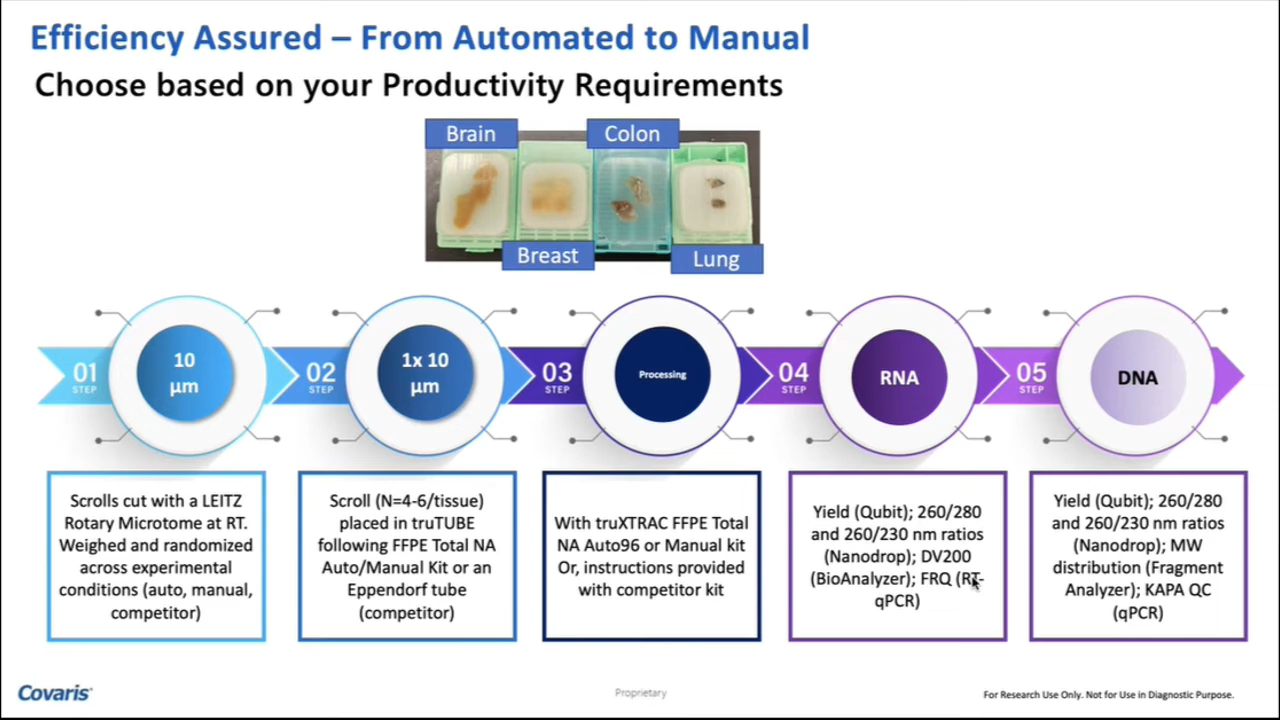 Efficiency Assured – From Automated to Manual
Choose based on your Productivity Requirements
Brain
Colon
Breast
Lung
01
STEP
10
µm
02
STEP
1x 10
µm
03
STEP
Processing
04
STEP
RNA
05
STEP
DNA
Scrolls cut with a LEITZ
Rotary Microtome at RT.
Weighed and randomized
across experimental
conditions (auto, manual,
competitor)
Scroll (N=4-6/tissue)
placed in truTUBE
following FFPE Total NA
Auto/Manual Kit or an
Eppendorf tube
(competitor)
With truXTRAC FFPE Total
NA Auto96 or Manual kit
Or, instructions provided
with competitor kit
Yield (Qubit); 260/280
and 260/230 nm ratios
(Nanodrop); DV200
(BioAnalyzer); FRQ (RT-
qPCR)
Yield (Qubit); 260/280
and 260/230 nm ratios
(Nanodrop); MW
distribution (Fragment
Analyzer); KAPA QC
(qPCR)
Covaris
Proprietary
For Research Use Only. Not for Use in Diagnostic Purpose.